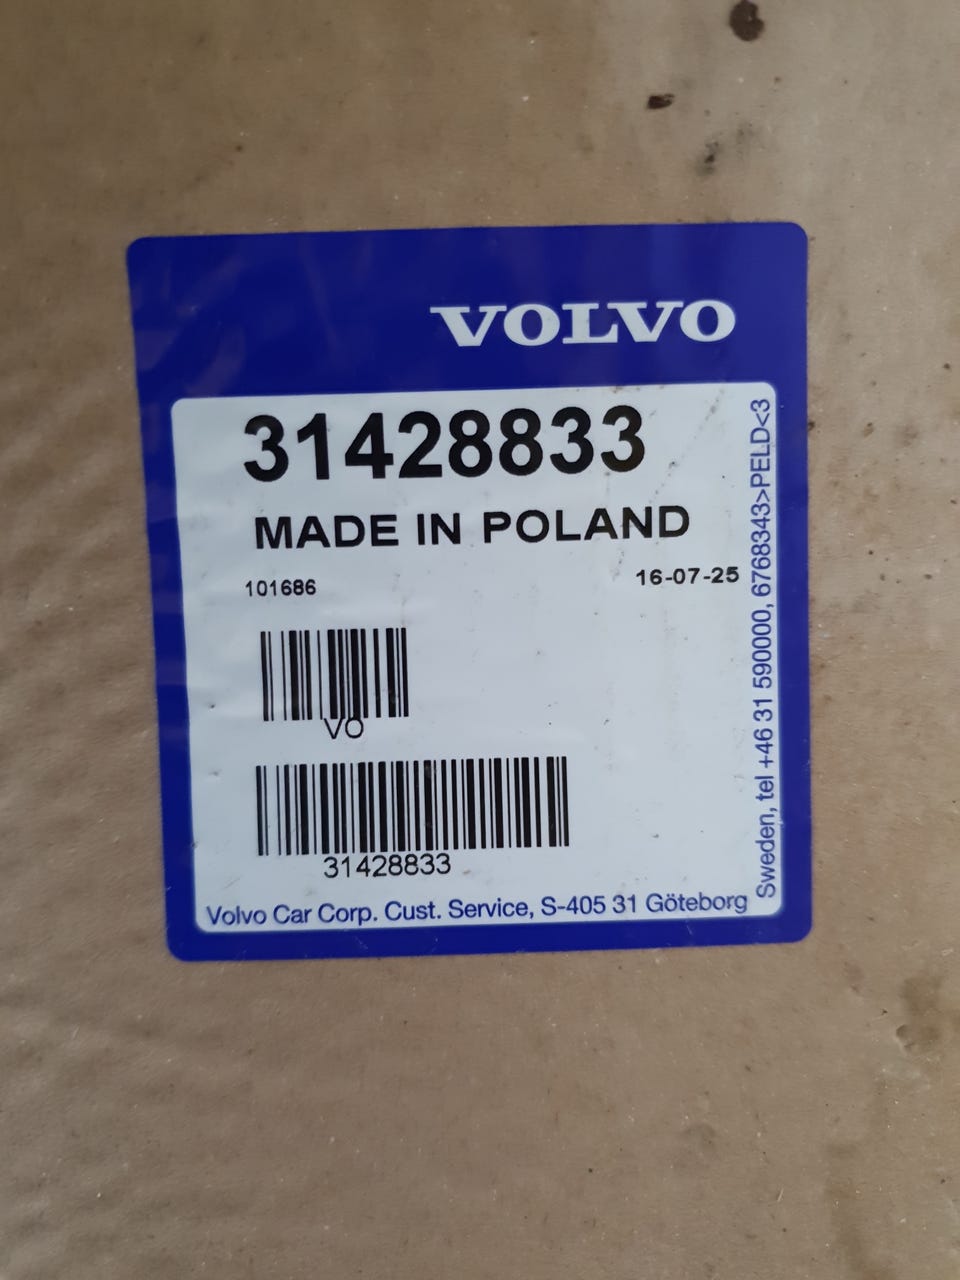 VOLVO
31428833
MADE IN POLAND
101686
16-07-25
VO
31428833
Volvo Car Corp. Cust. Service, S-405 31 Göteborg
Sweden, tel +46 31 590000, 6768343>PELD<3